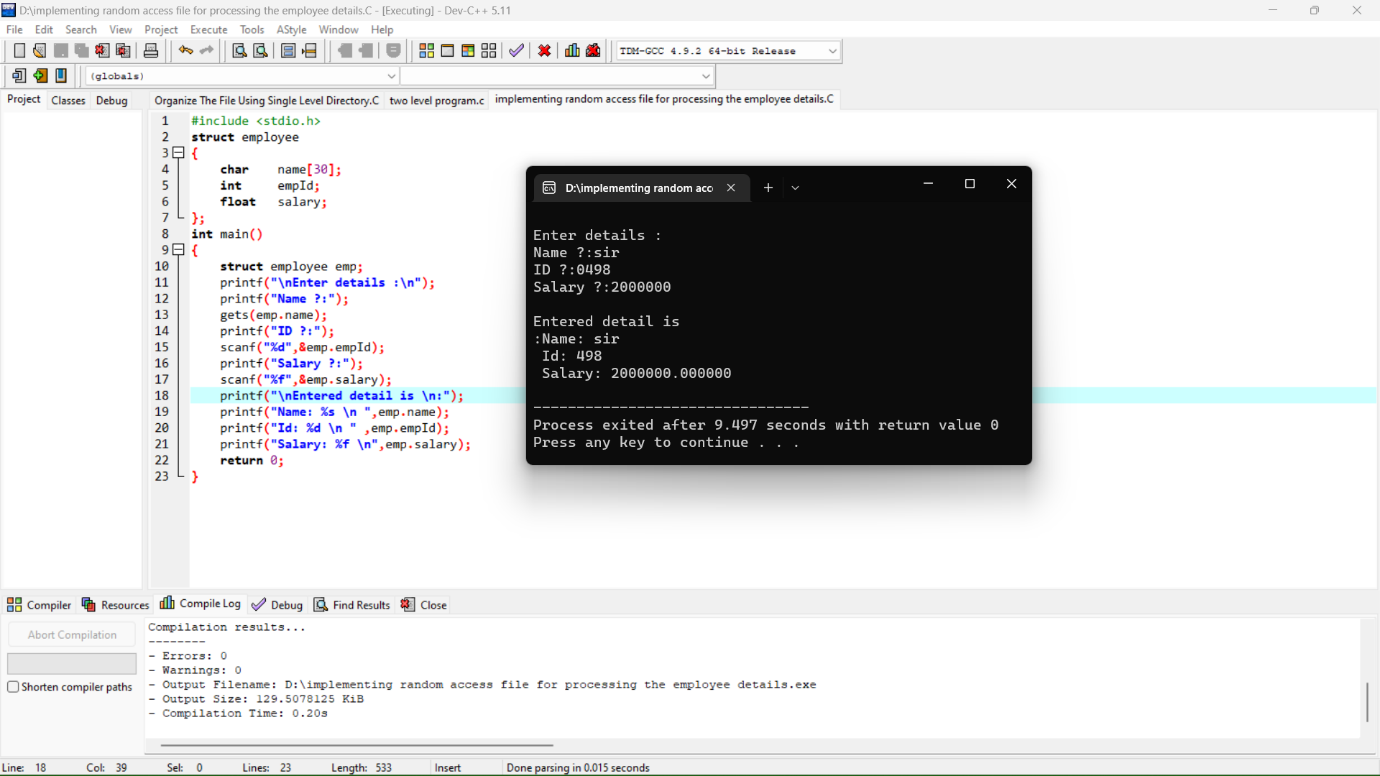 D:\implementing random access file for processing the employee details.C - [Executing] - Dev-C++ 5.11
File Edit Search View Project Execute Tools AStyle Window Help
TDM-GCC 4.9.2 64-bit Release
(globals)
Project Classes Debug
Organize The File Using Single Level Directory.C two level program.c implementing random access file for processing the employee details.C
1 #include <stdio.h>
2 struct employee
3 {
4 char name[30];
5 int empId;
6 float salary;
7 };
8 int main()
9 {
10 struct employee emp;
11 printf("\nEnter details :\n");
12 printf("Name ?:");
13 gets(emp.name);
14 printf("ID ?:");
15 scanf("%d",&emp.empId);
16 printf("Salary ?:");
17 scanf("%f",&emp.salary);
18 printf("\nEntered detail is \n:");
19 printf("Name: %s \n ",emp.name);
20 printf("Id: %d \n " ,emp.empId);
21 printf("Salary: %f \n",emp.salary);
22 return 0;
23 }
D:\implementing random acc
Enter details :
Name ?:sir
ID ?:0498
Salary ?:2000000
Entered detail is
:Name: sir
Id: 498
Salary: 2000000.000000
--------------------------------
Process exited after 9.497 seconds with return value 0
Press any key to continue . . .
Compiler Resources Compile Log Debug Find Results Close
Abort Compilation
Shorten compiler paths
Compilation results...
--------
- Errors: 0
- Warnings: 0
- Output Filename: D:\implementing random access file for processing the employee details.exe
- Output Size: 129.5078125 KiB
- Compilation Time: 0.20s
Line: 18 Col: 39 Sel: 0 Lines: 23 Length: 533 Insert Done parsing in 0.015 seconds